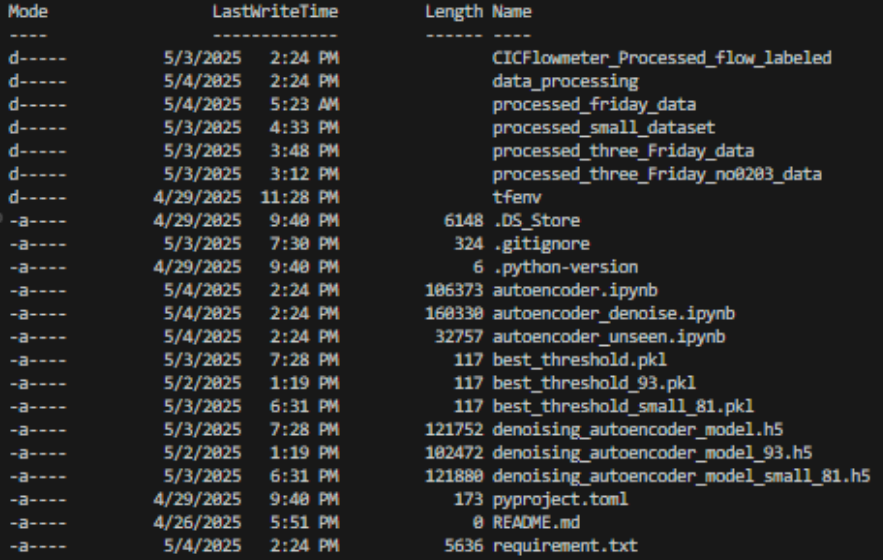 Mode                 LastWriteTime         Length Name
----                 -------------         ------ ----
d-----          5/3/2025   2:24 PM                CICFlowmeter_Processed_flow_labeled
d-----          5/4/2025   2:24 PM                data_processing
d-----          5/4/2025   5:23 AM                processed_friday_data
d-----          5/3/2025   4:33 PM                processed_small_dataset
d-----          5/3/2025   3:48 PM                processed_three_Friday_data
d-----          5/3/2025   3:12 PM                processed_three_Friday_no0203_data
d-----         4/29/2025  11:28 PM                tfenv
-a----         4/29/2025   9:40 PM           6148 .DS_Store
-a----          5/3/2025   7:30 PM            324 .gitignore
-a----         4/29/2025   9:40 PM              6 .python-version
-a----          5/4/2025   2:24 PM         106373 autoencoder.ipynb
-a----          5/4/2025   2:24 PM         160330 autoencoder_denoise.ipynb
-a----          5/4/2025   2:24 PM          32757 autoencoder_unseen.ipynb
-a----          5/3/2025   7:28 PM            117 best_threshold.pkl
-a----          5/2/2025   1:19 PM            117 best_threshold_93.pkl
-a----          5/3/2025   6:31 PM            117 best_threshold_small_81.pkl
-a----          5/3/2025   7:28 PM         121752 denoising_autoencoder_model.h5
-a----          5/2/2025   1:19 PM         102472 denoising_autoencoder_model_93.h5
-a----          5/3/2025   6:31 PM         121880 denoising_autoencoder_model_small_81.h5
-a----         4/29/2025   9:40 PM            173 pyproject.toml
-a----         4/26/2025   5:51 PM              0 README.md
-a----          5/4/2025   2:24 PM           5636 requirement.txt